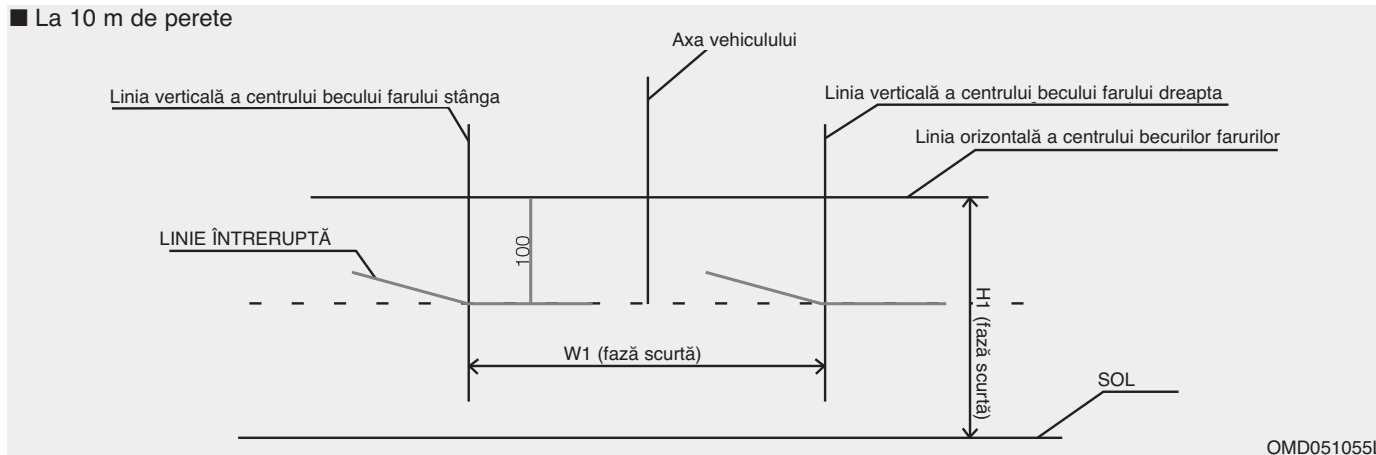 ■ La 10 m de perete
Axa vehiculului
Linia verticală a centrului becului farului stânga
Linia verticală a centrului becului farului dreapta
Linia orizontală a centrului becurilor farurilor
LINIE ÎNTRERUPTĂ
100
W1 (fază scurtă)
H1 (fază scurtă)
SOL
OMD051055L